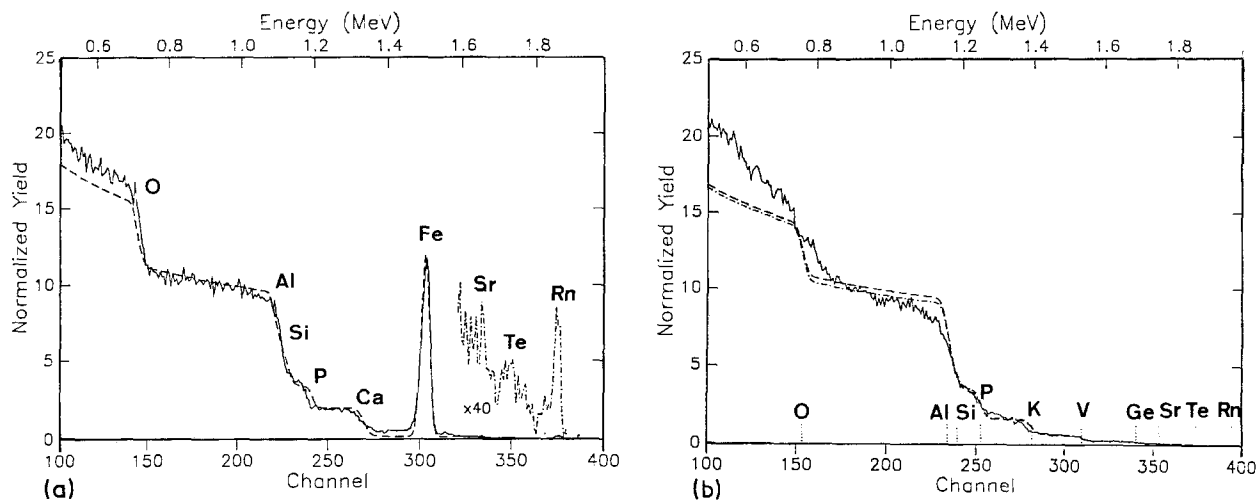 Energy (MeV)
0.6 0.8 1.0 1.2 1.4 1.6 1.8
25
20
15
10
5
0
Normalized Yield
O
Al
Si
P
Ca
Fe
Sr
Te
Rn
x40
100 150 200 250 300 350 400
Channel
(a)
Energy (MeV)
0.6 0.8 1.0 1.2 1.4 1.6 1.8
25
20
15
10
5
0
Normalized Yield
O
Al
Si
P
K
V
Ge
Sr
Te
Rn
100 150 200 250 300 350 400
Channel
(b)